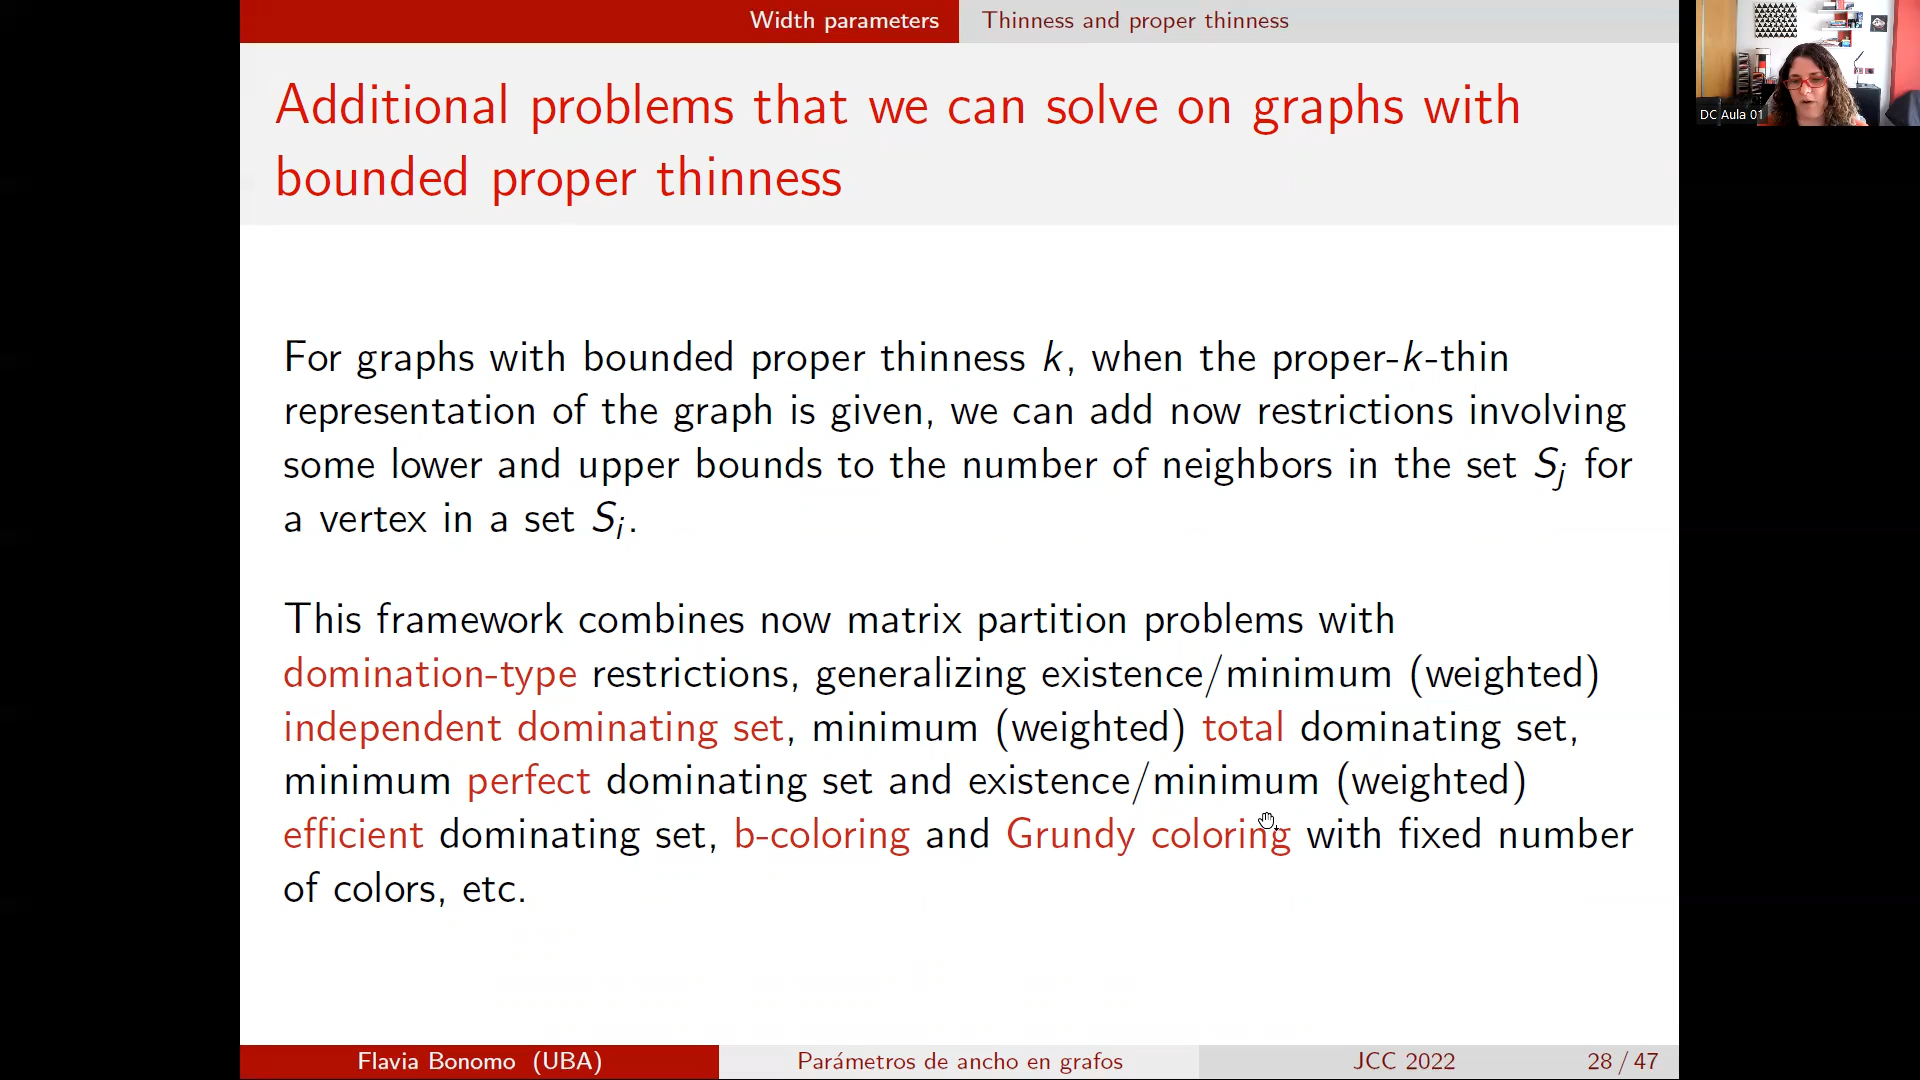 Width parameters Thinness and proper thinness
DC Aula 01
Additional problems that we can solve on graphs with
bounded proper thinness
For graphs with bounded proper thinness k, when the proper-k-thin
representation of the graph is given, we can add now restrictions involving
some lower and upper bounds to the number of neighbors in the set Sj for
a vertex in a set Si.
This framework combines now matrix partition problems with
domination-type restrictions, generalizing existence/minimum (weighted)
independent dominating set, minimum (weighted) total dominating set,
minimum perfect dominating set and existence/minimum (weighted)
efficient dominating set, b-coloring and Grundy coloring with fixed number
of colors, etc.
Flavia Bonomo (UBA) Parámetros de ancho en grafos JCC 2022 28 / 47